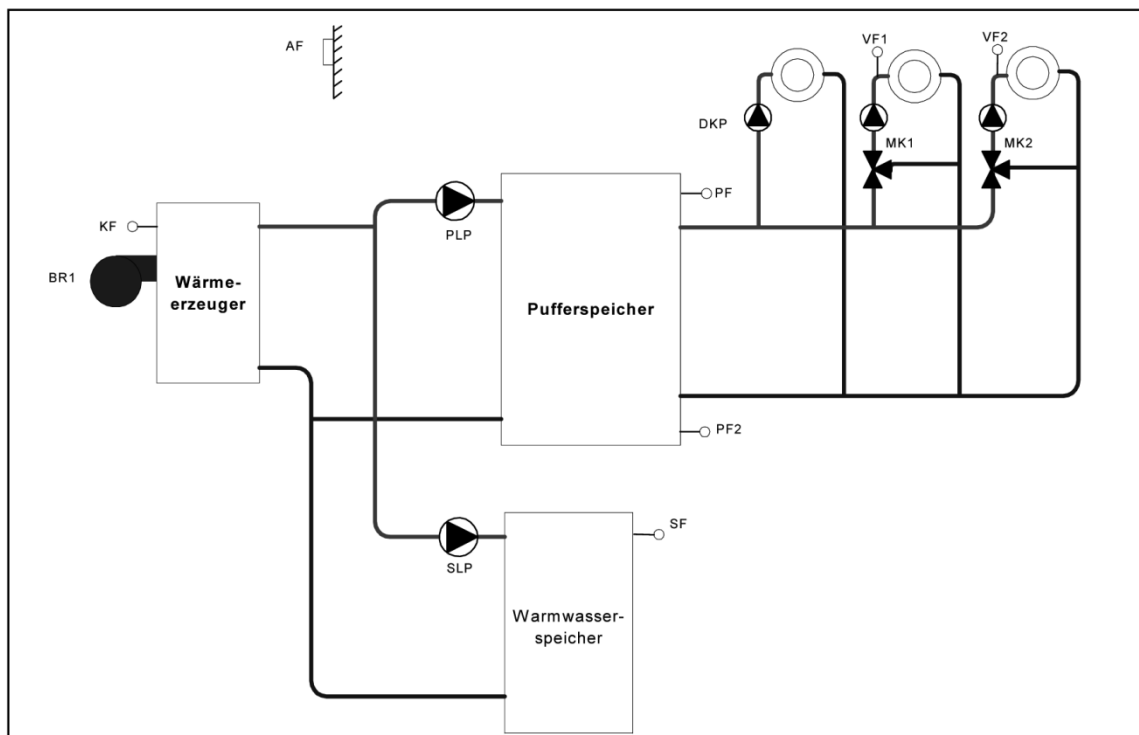 AF
VF1
VF2
DKP
MK1
MK2
PF
KF
PLP
BR1
Wärme-
erzeuger
Pufferspeicher
PF2
SF
SLP
Warmwasser-
speicher